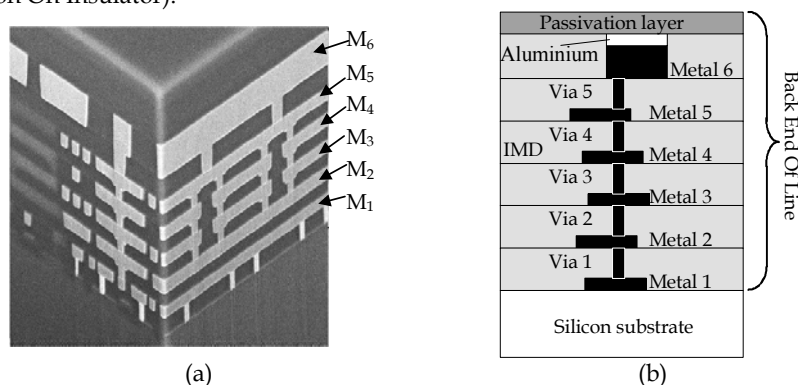 on On Insulator).
M6
M5
M4
M3
M2
M1
(a)
Passivation layer
Aluminium
Metal 6
Via 5
Metal 5
Via 4
IMD
Metal 4
Via 3
Metal 3
Via 2
Metal 2
Via 1
Metal 1
Silicon substrate
Back End Of Line
(b)